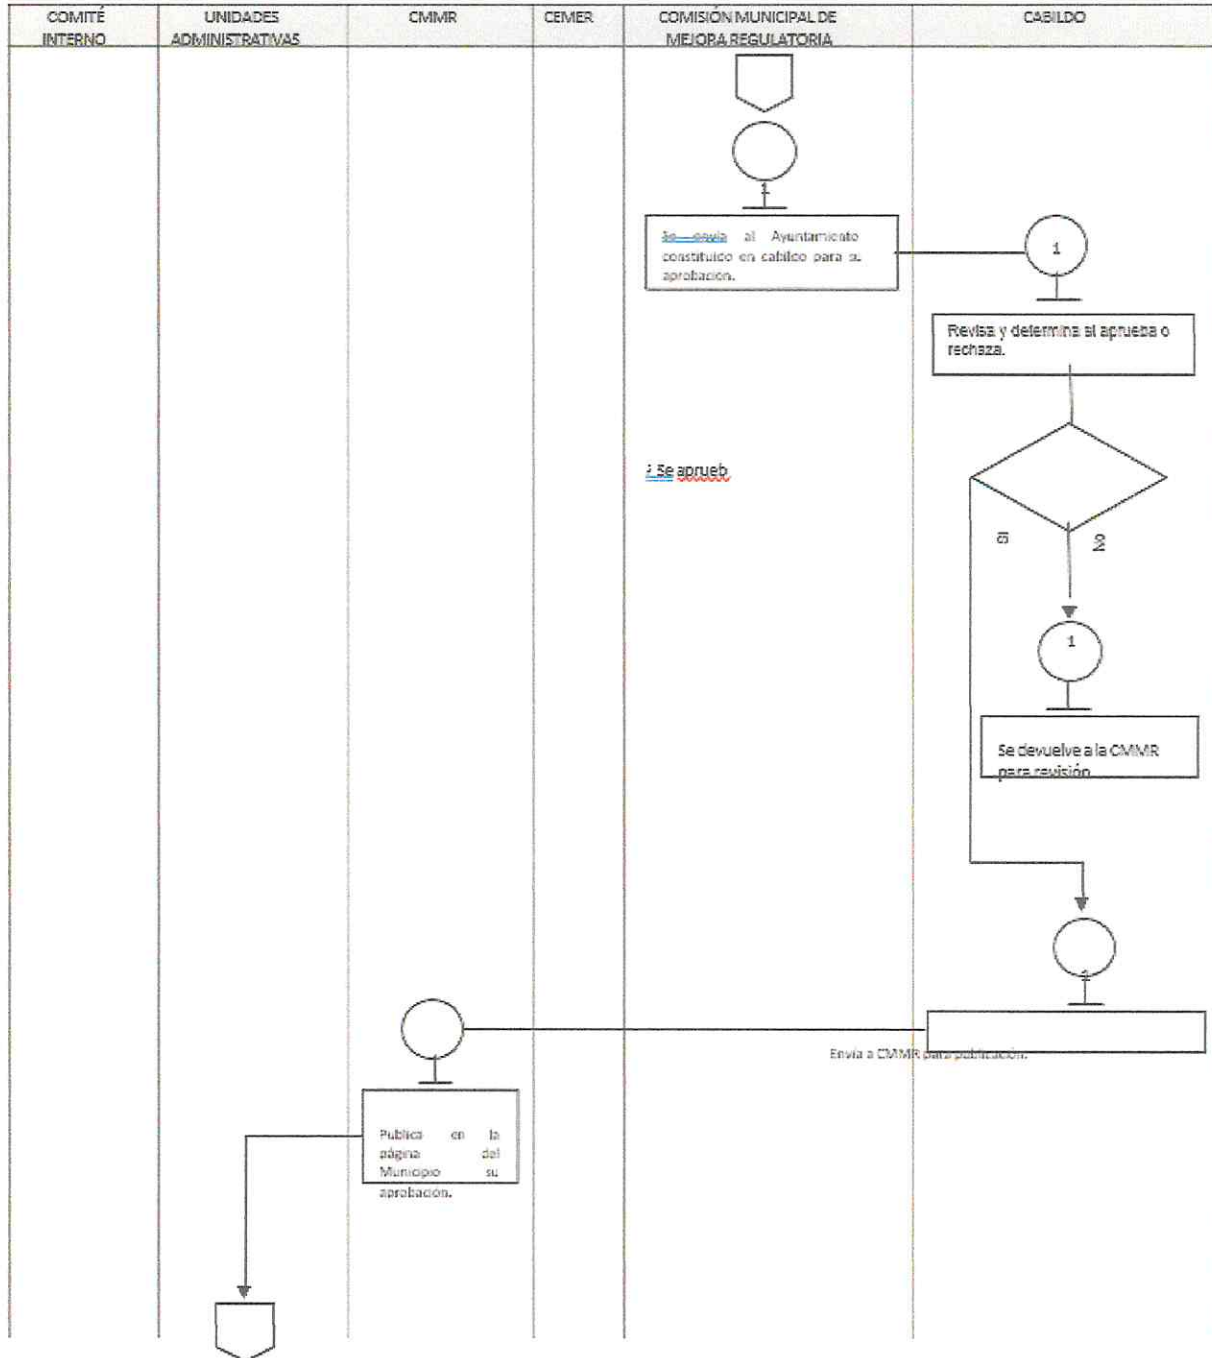 COMITÉ INTERNO
UNIDADES ADMINISTRATIVAS
CMMR
CEMER
COMISIÓN MUNICIPAL DE
MEJORA REGULATORIA
CABILDO
1
Se envía al Ayuntamiento
constituido en cabildo para su
aprobación.
1
Revisa y determina si aprueba o
rechaza.
¿Se aprueb
SI
No
1
Se devuelve a la CMMR
para revisión
Envía a CMMR para publicación.
Publica en la
página del
Municipio su
aprobación.